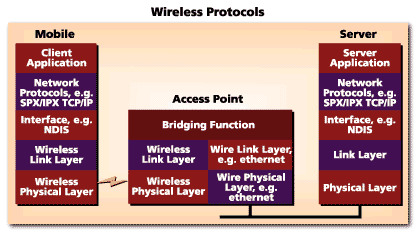 Wireless Protocols
Mobile
Client
Application
Network
Protocols, e.g.
SPX/IPX TCP/IP
Interface, e.g.
NDIS
Wireless
Link Layer
Wireless
Physical Layer
Access Point
Bridging Function
Wireless
Link Layer
Wire Link Layer,
e.g. ethernet
Wireless
Physical Layer
Wire Physical
Layer, e.g.
ethernet
Server
Server
Application
Network
Protocols, e.g.
SPX/IPX TCP/IP
Interface, e.g.
NDIS
Link Layer
Physical Layer